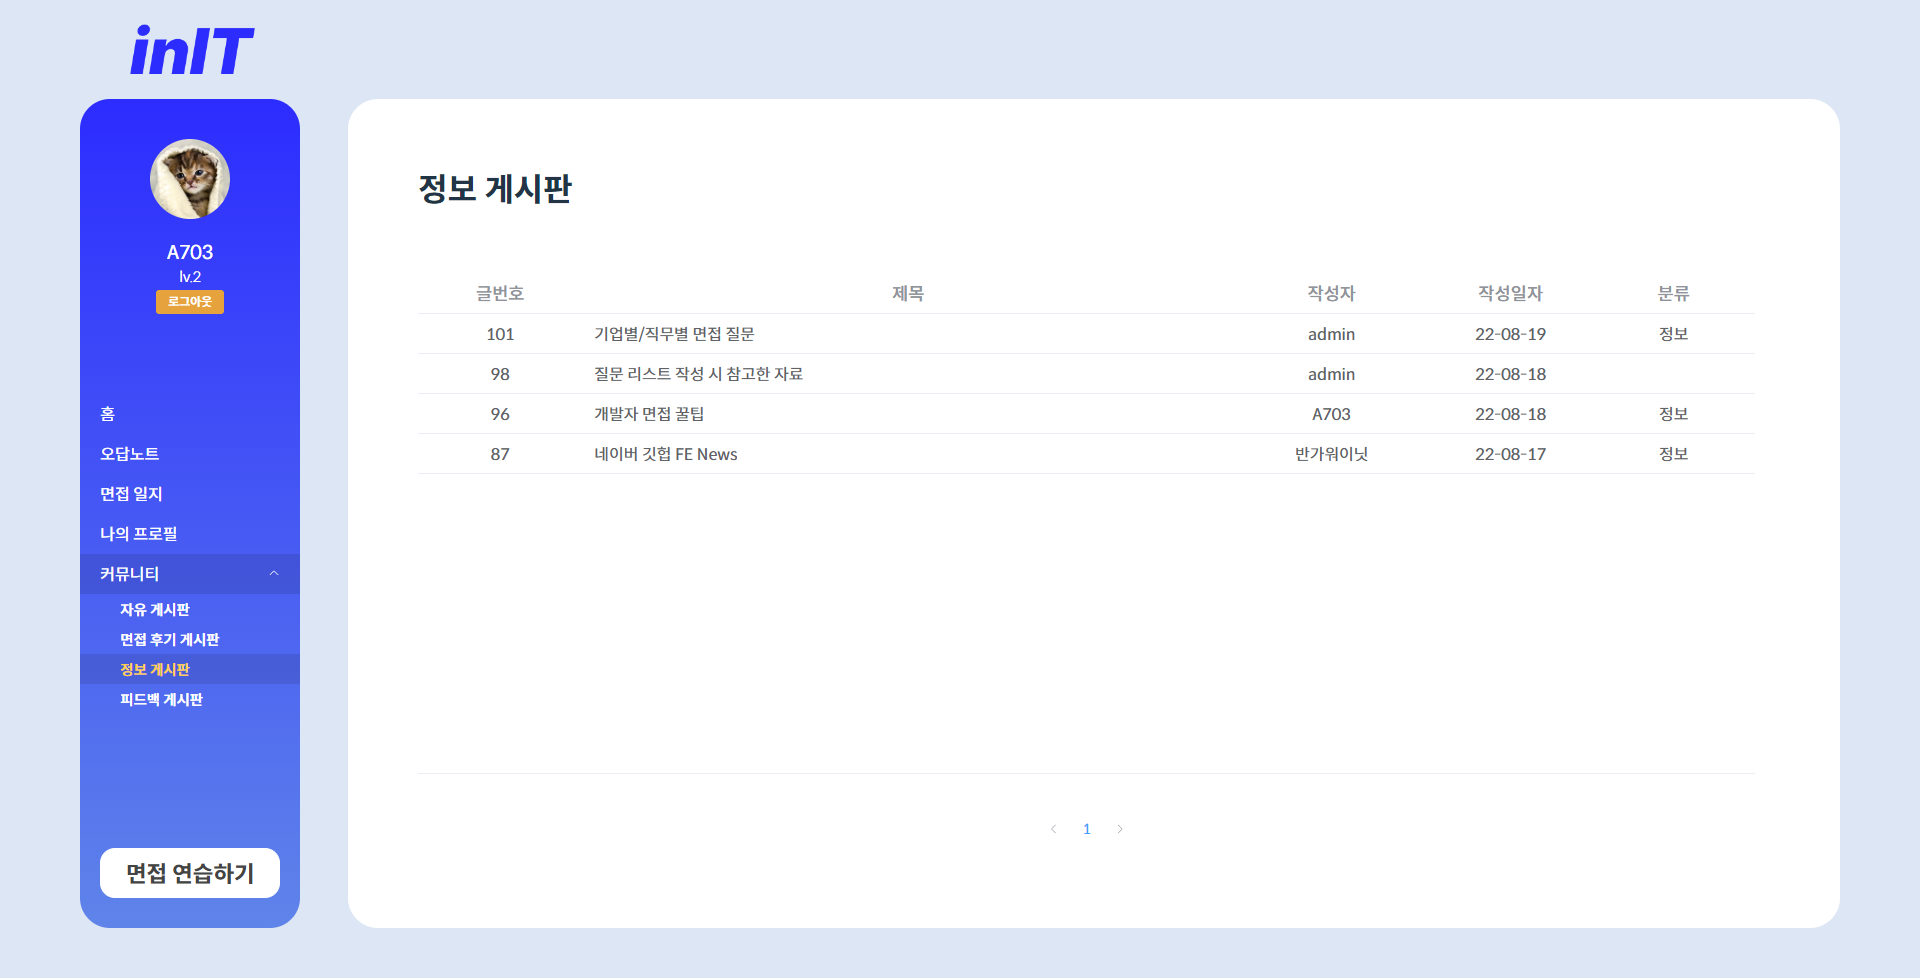 inIT
A703
lv.2
로그아웃
홈
오답노트
면접 일지
나의 프로필
커뮤니티
자유 게시판
면접 후기 게시판
정보 게시판
피드백 게시판
면접 연습하기
정보 게시판
글번호 제목 작성자 작성일자 분류
101 기업별/직무별 면접 질문 admin 22-08-19 정보
98 질문 리스트 작성 시 참고한 자료 admin 22-08-18
96 개발자 면접 꿀팁 A703 22-08-18 정보
87 네이버 깃헙 FE News 반가워이닛 22-08-17 정보
1